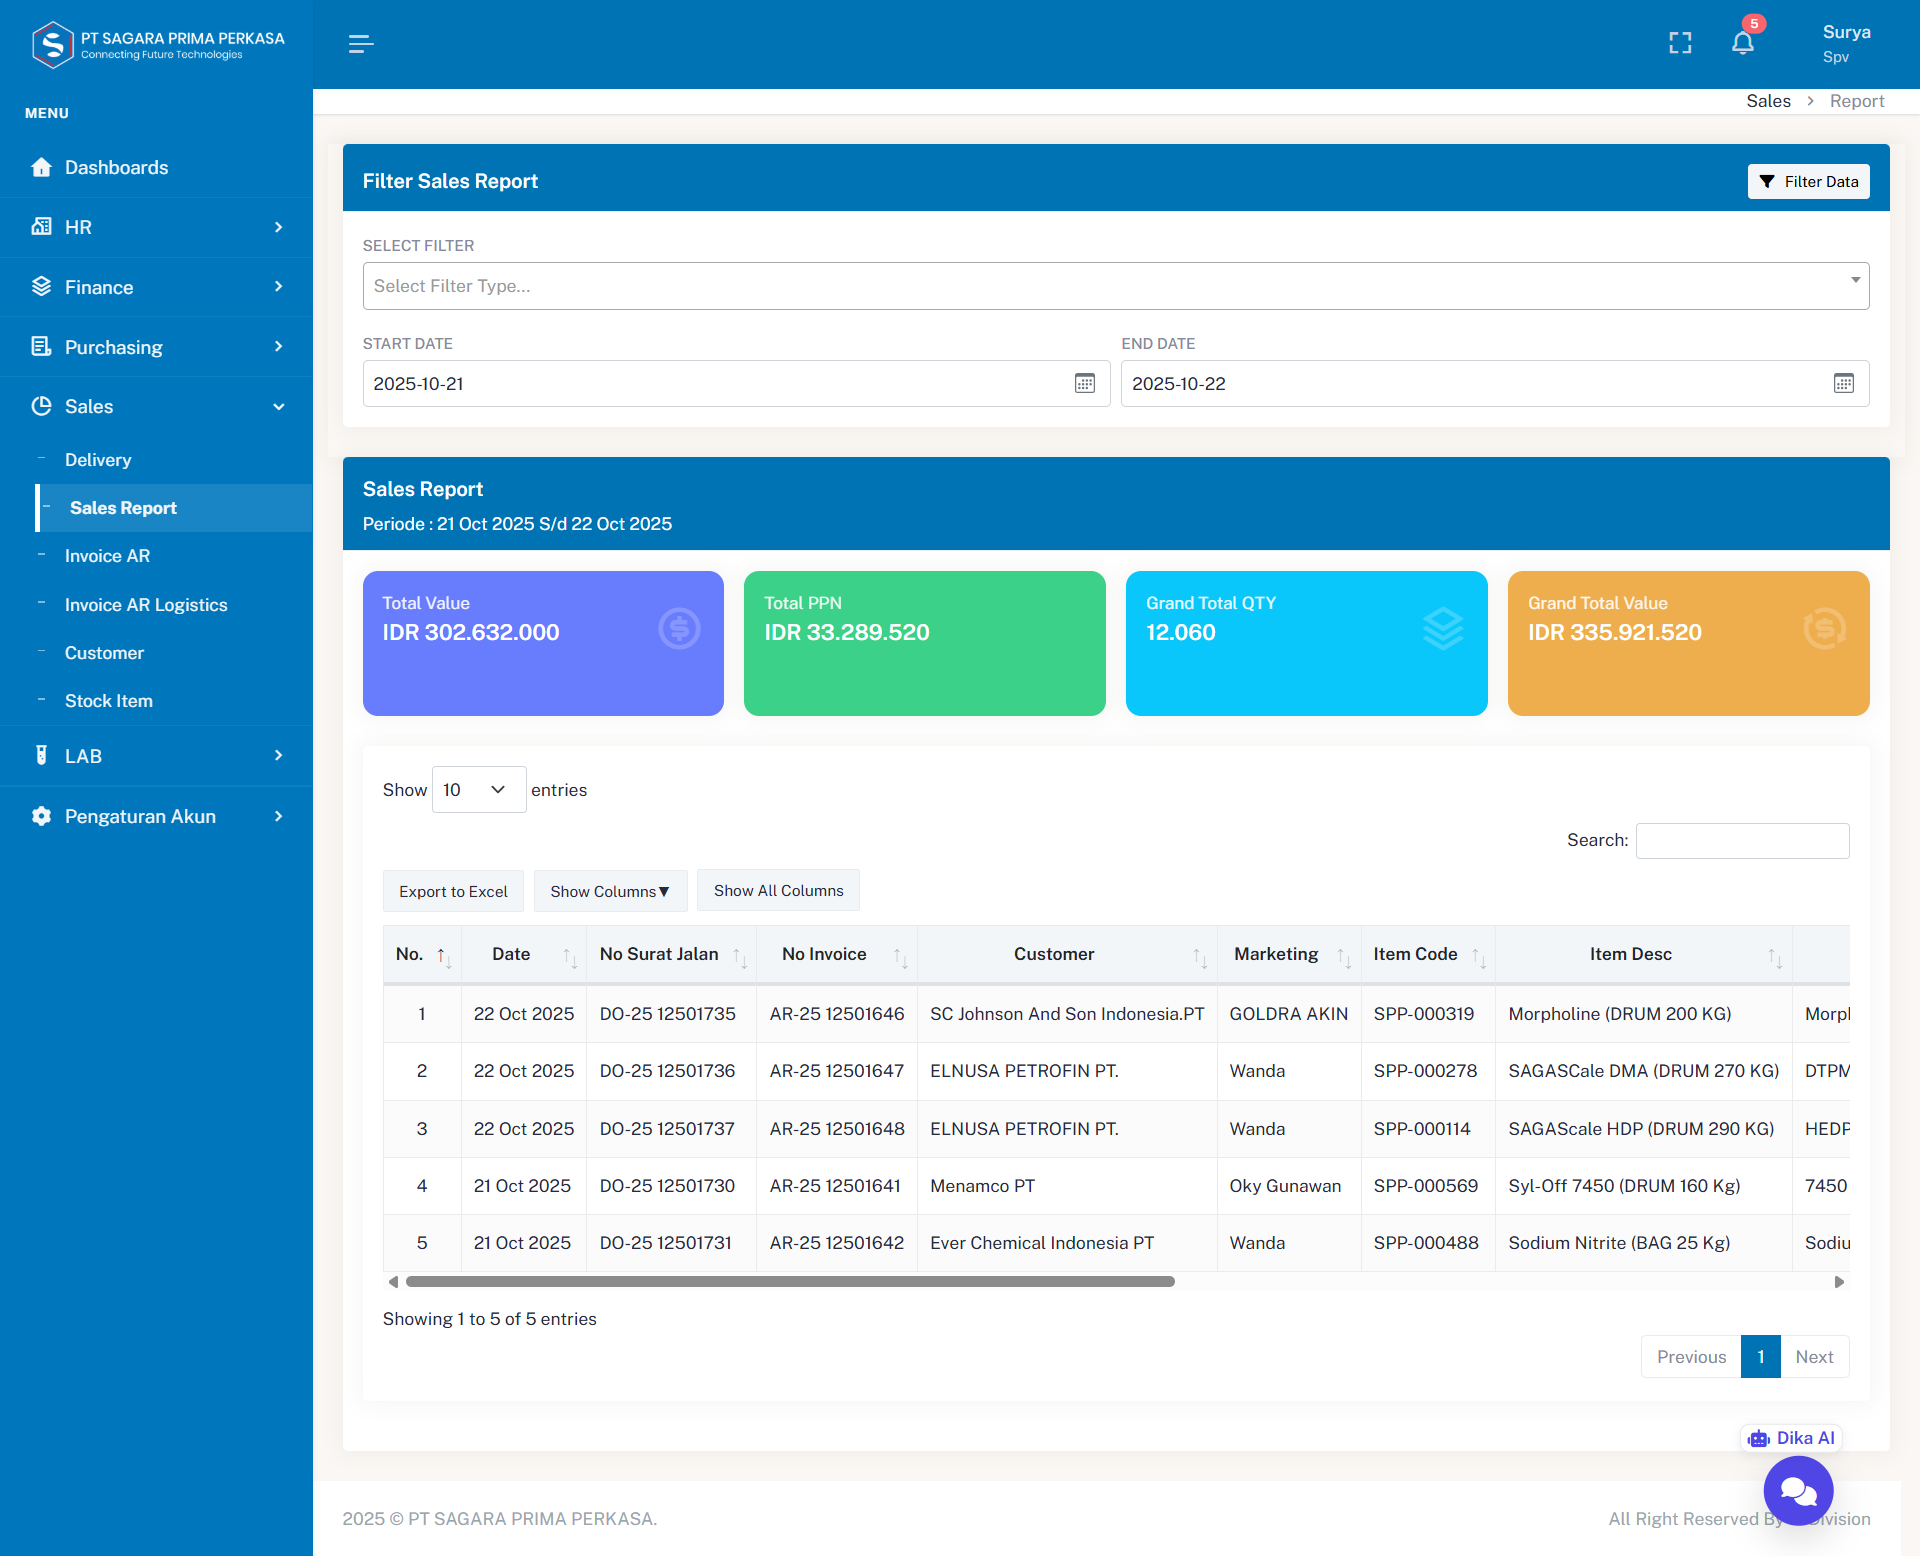 PT SAGARA PRIMA PERKASA
Connecting Future Technologies
5
Surya
Spv
MENU
Dashboards
HR
Finance
Purchasing
Sales
Delivery
Sales Report
Invoice AR
Invoice AR Logistics
Customer
Stock Item
LAB
Pengaturan Akun
Sales > Report
Filter Sales Report
Filter Data
SELECT FILTER
Select Filter Type...
START DATE END DATE
2025-10-21 2025-10-22
Sales Report
Periode : 21 Oct 2025 S/d 22 Oct 2025
Total Value
IDR 302.632.000
Total PPN
IDR 33.289.520
Grand Total QTY
12.060
Grand Total Value
IDR 335.921.520
Show 10 entries
Search:
Export to Excel Show Columns▼ Show All Columns
No. Date No Surat Jalan No Invoice Customer Marketing Item Code Item Desc
1 22 Oct 2025 DO-25 12501735 AR-25 12501646 SC Johnson And Son Indonesia.PT GOLDRA AKIN SPP-000319 Morpholine (DRUM 200 KG) Morpl
2 22 Oct 2025 DO-25 12501736 AR-25 12501647 ELNUSA PETROFIN PT. Wanda SPP-000278 SAGASCale DMA (DRUM 270 KG) DTPM
3 22 Oct 2025 DO-25 12501737 AR-25 12501648 ELNUSA PETROFIN PT. Wanda SPP-000114 SAGAScale HDP (DRUM 290 KG) HEDP
4 21 Oct 2025 DO-25 12501730 AR-25 12501641 Menamco PT Oky Gunawan SPP-000569 Syl-Off 7450 (DRUM 160 Kg) 7450
5 21 Oct 2025 DO-25 12501731 AR-25 12501642 Ever Chemical Indonesia PT Wanda SPP-000488 Sodium Nitrite (BAG 25 Kg) Sodiu
Showing 1 to 5 of 5 entries
Previous 1 Next
Dika AI
2025 © PT SAGARA PRIMA PERKASA.
All Right Reserved By